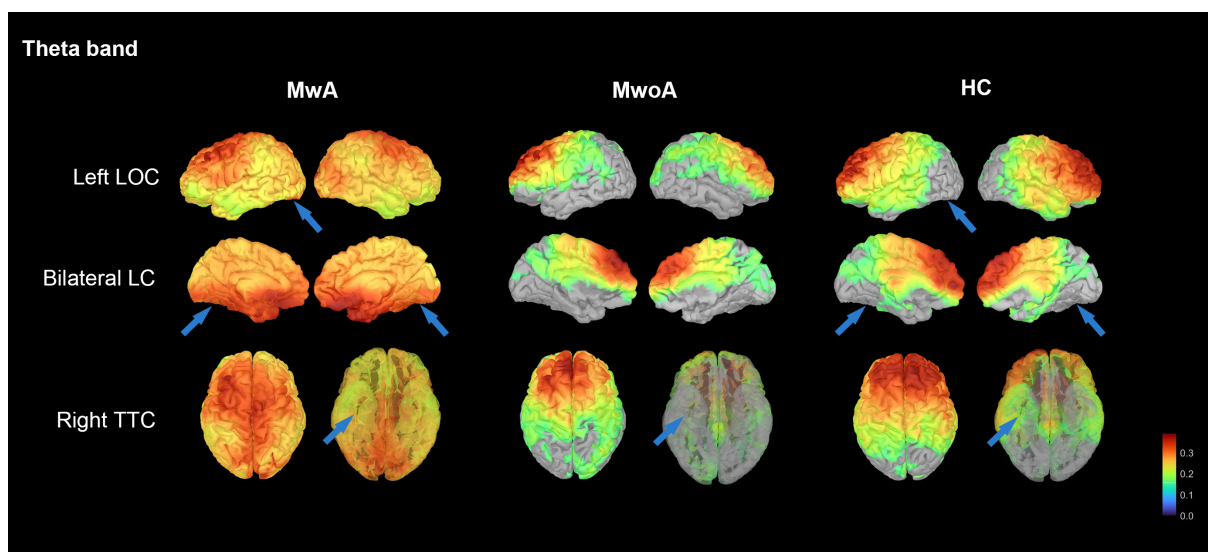 Theta band
MwA
MwoA
HC
Left LOC
Bilateral LC
Right TTC
0.3
0.2
0.1
0.0